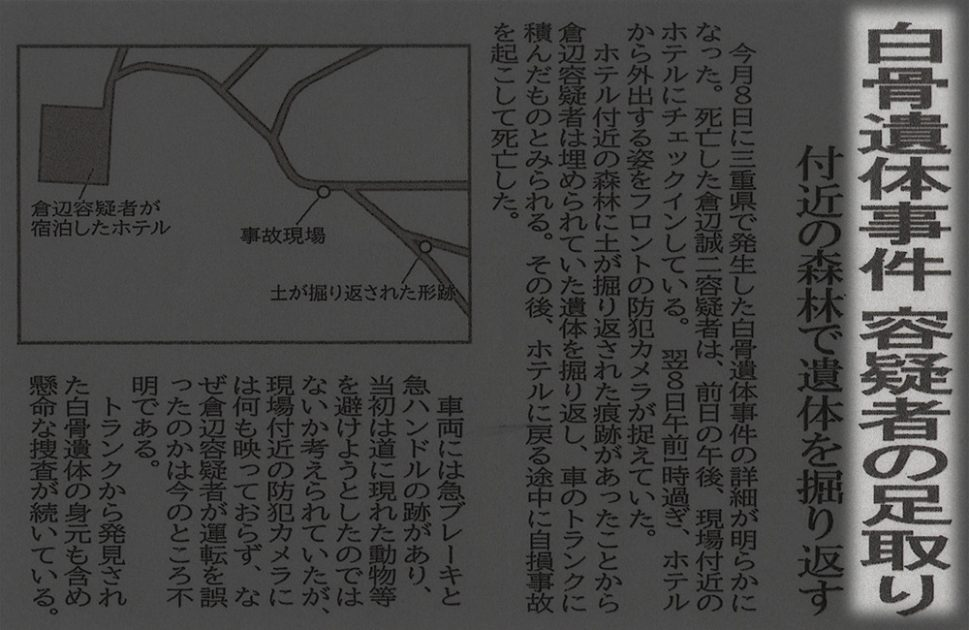 白骨遺体事件 容疑者の足取り
付近の森林で遺体を掘り返す
今月8日に三重県で発生した白骨遺体事件の詳細が明らかに
なった。死亡した倉辺誠二容疑者は、前日の午後、現場付近の
ホテルにチェックインしている。翌8日午前一時過ぎ、ホテル
から外出する姿をフロントの防犯カメラが捉えていた。
ホテル付近の森林に土が掘り返された痕跡があったことから
倉辺容疑者は埋められていた遺体を掘り返し、車のトランクに
積んだものとみられる。その後、ホテルに戻る途中に自損事故
を起こして死亡した。
倉辺容疑者が
宿泊したホテル
事故現場
土が掘り返された形跡
車両には急ブレーキと
急ハンドルの跡があり、
当初は道に現れた動物等
を避けようとしたのでは
ないか考えられていたが、
現場付近の防犯カメラに
は何も映っておらず、な
ぜ倉辺容疑者が運転を誤
ったのかは今のところ不
明である。
トランクから発見され
た白骨遺体の身元も含め
懸命な捜査が続いている。